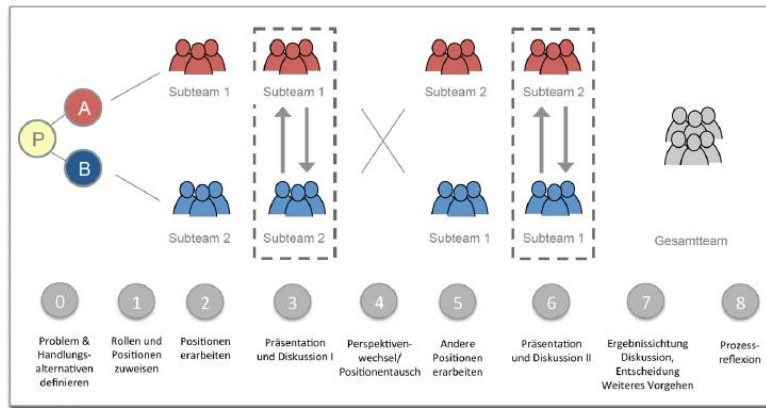 P
A
B
Subteam 1
Subteam 2
Subteam 1
Subteam 2
Subteam 2
Subteam 1
Subteam 2
Subteam 1
Gesamtteam
0
Problem &
Handlungs-
alternativen
definieren
1
Rollen und
Positionen
zuweisen
2
Positionen
erarbeiten
3
Präsentation
und Diskussion I
4
Perspektiven-
wechsel/
Positionentausch
5
Andere
Positionen
erarbeiten
6
Präsentation
und Diskussion II
7
Ergebnissichtung
Diskussion,
Entscheidung
Weiteres Vorgehen
8
Prozess-
reflexion